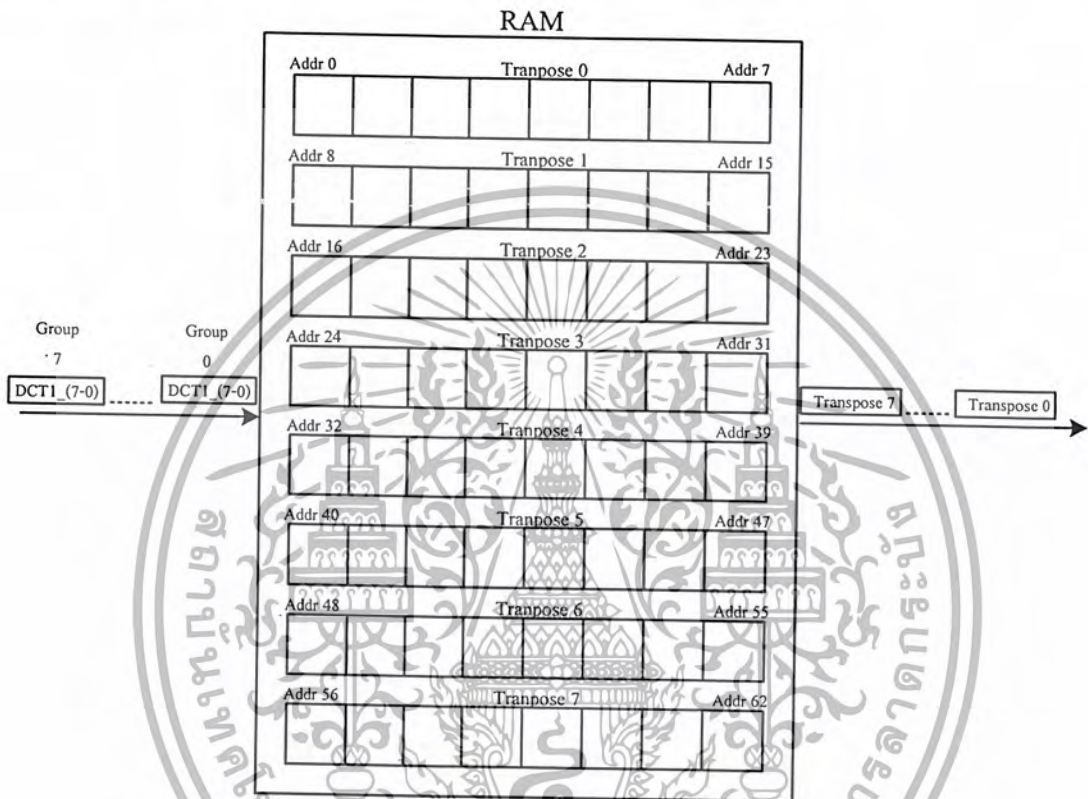 RAM
Addr 0 Tranpose 0 Addr 7
Addr 8 Tranpose 1 Addr 15
Addr 16 Tranpose 2 Addr 23
Group Group
7 0
DCT1_(7-0) DCT1_(7-0)
Addr 24 Tranpose 3 Addr 31
Transpose 7 Transpose 0
Addr 32 Tranpose 4 Addr 39
Addr 40 Tranpose 5 Addr 47
Addr 48 Tranpose 6 Addr 55
Addr 56 Tranpose 7 Addr 62